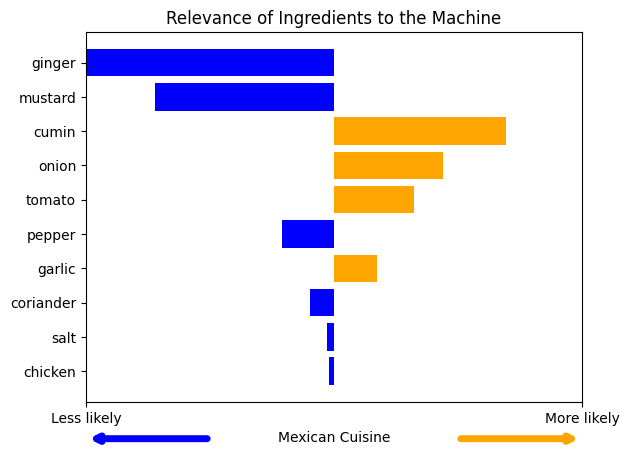 Relevance of Ingredients to the Machine
ginger
mustard
cumin
onion
tomato
pepper
garlic
coriander
salt
chicken
Less likely More likely
Mexican Cuisine